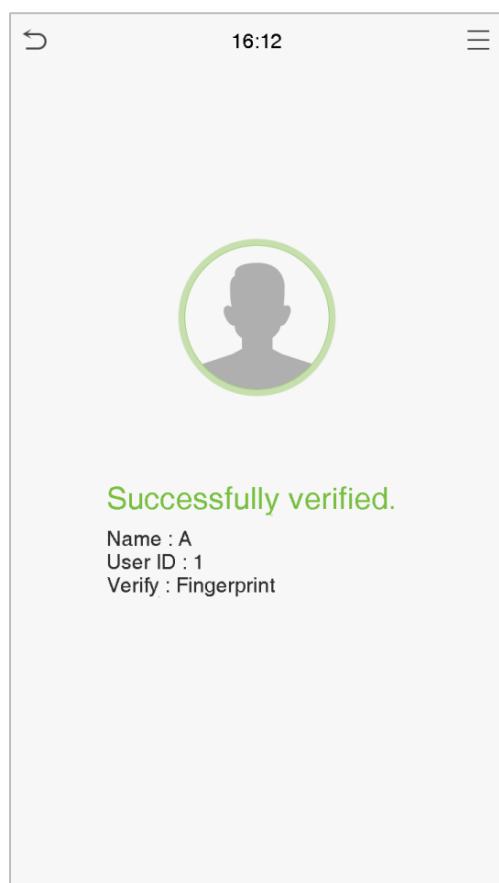 16:12
Successfully verified.
Name : A
User ID : 1
Verify : Fingerprint